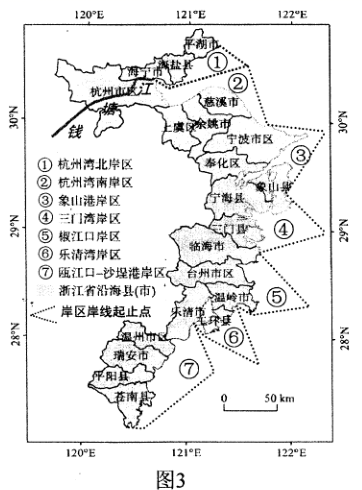 120°E
121°E
122°E
平湖市
海盐县
海宁市
①
杭州市区
江
②
塘
慈溪市
钱
上虞区
余姚市
30°N
30°N
宁波市区
奉化区
③
① 杭州湾北岸区
② 杭州湾南岸区
③ 象山港岸区
④ 三门湾岸区
⑤ 椒江口岸区
⑥ 乐清湾岸区
⑦ 瓯江口–沙埕港岸区
浙江省沿海县(市)
岸区岸线起止点
宁海县
象山县
三门县
④
29°N
29°N
临海市
台州市区
温岭市
⑤
乐清市
玉环县
⑥
28°N
28°N
温州市区
瑞安市
⑦
平阳县
苍南县
0 50 km
120°E
121°E
122°E
图3